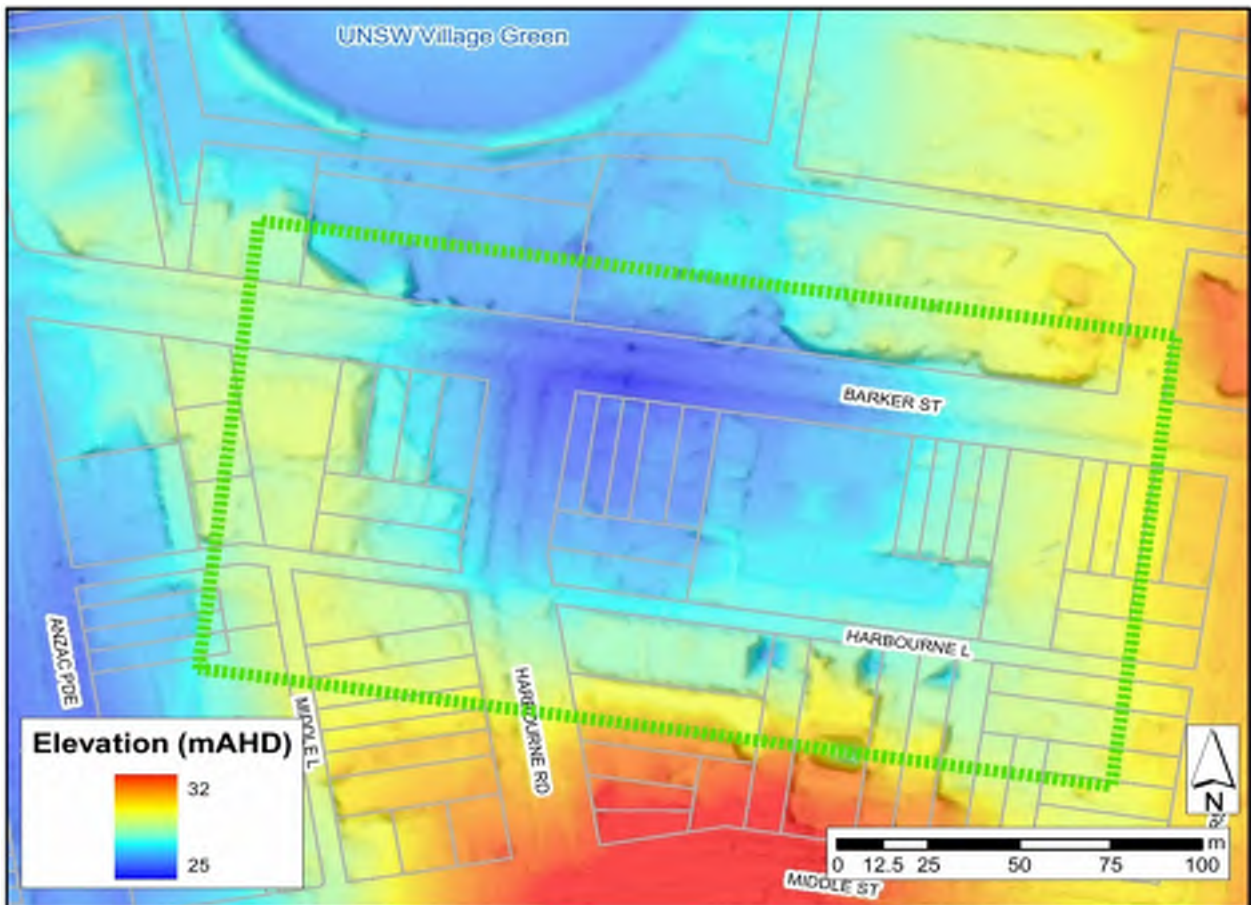 UNSW Village Green
BARKER ST
HARBOURNE L
ANZAC PDE
MIDDLE L
HARBOURNE RD
Elevation (mAHD)
32
25
N
m
0 12.5 25 50 75 100
MIDDLE ST